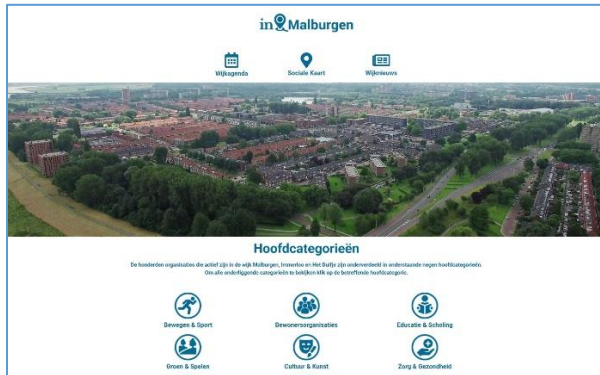 in Malburgen
Wijkagenda Sociale Kaart Wijknieuws
Hoofdcategorieën
De honderden organisaties die actief zijn in de wijk Malburgen, Immerloo en Het Duifje zijn onderverdeeld in onderstaande negen hoofdcategorieën.
Om alle onderliggende categorieën te bekijken klik op de betreffende hoofdcategorie.
Bewegen & Sport Bewonersorganisaties Educatie & Scholing
Groen & Spelen Cultuur & Kunst Zorg & Gezondheid